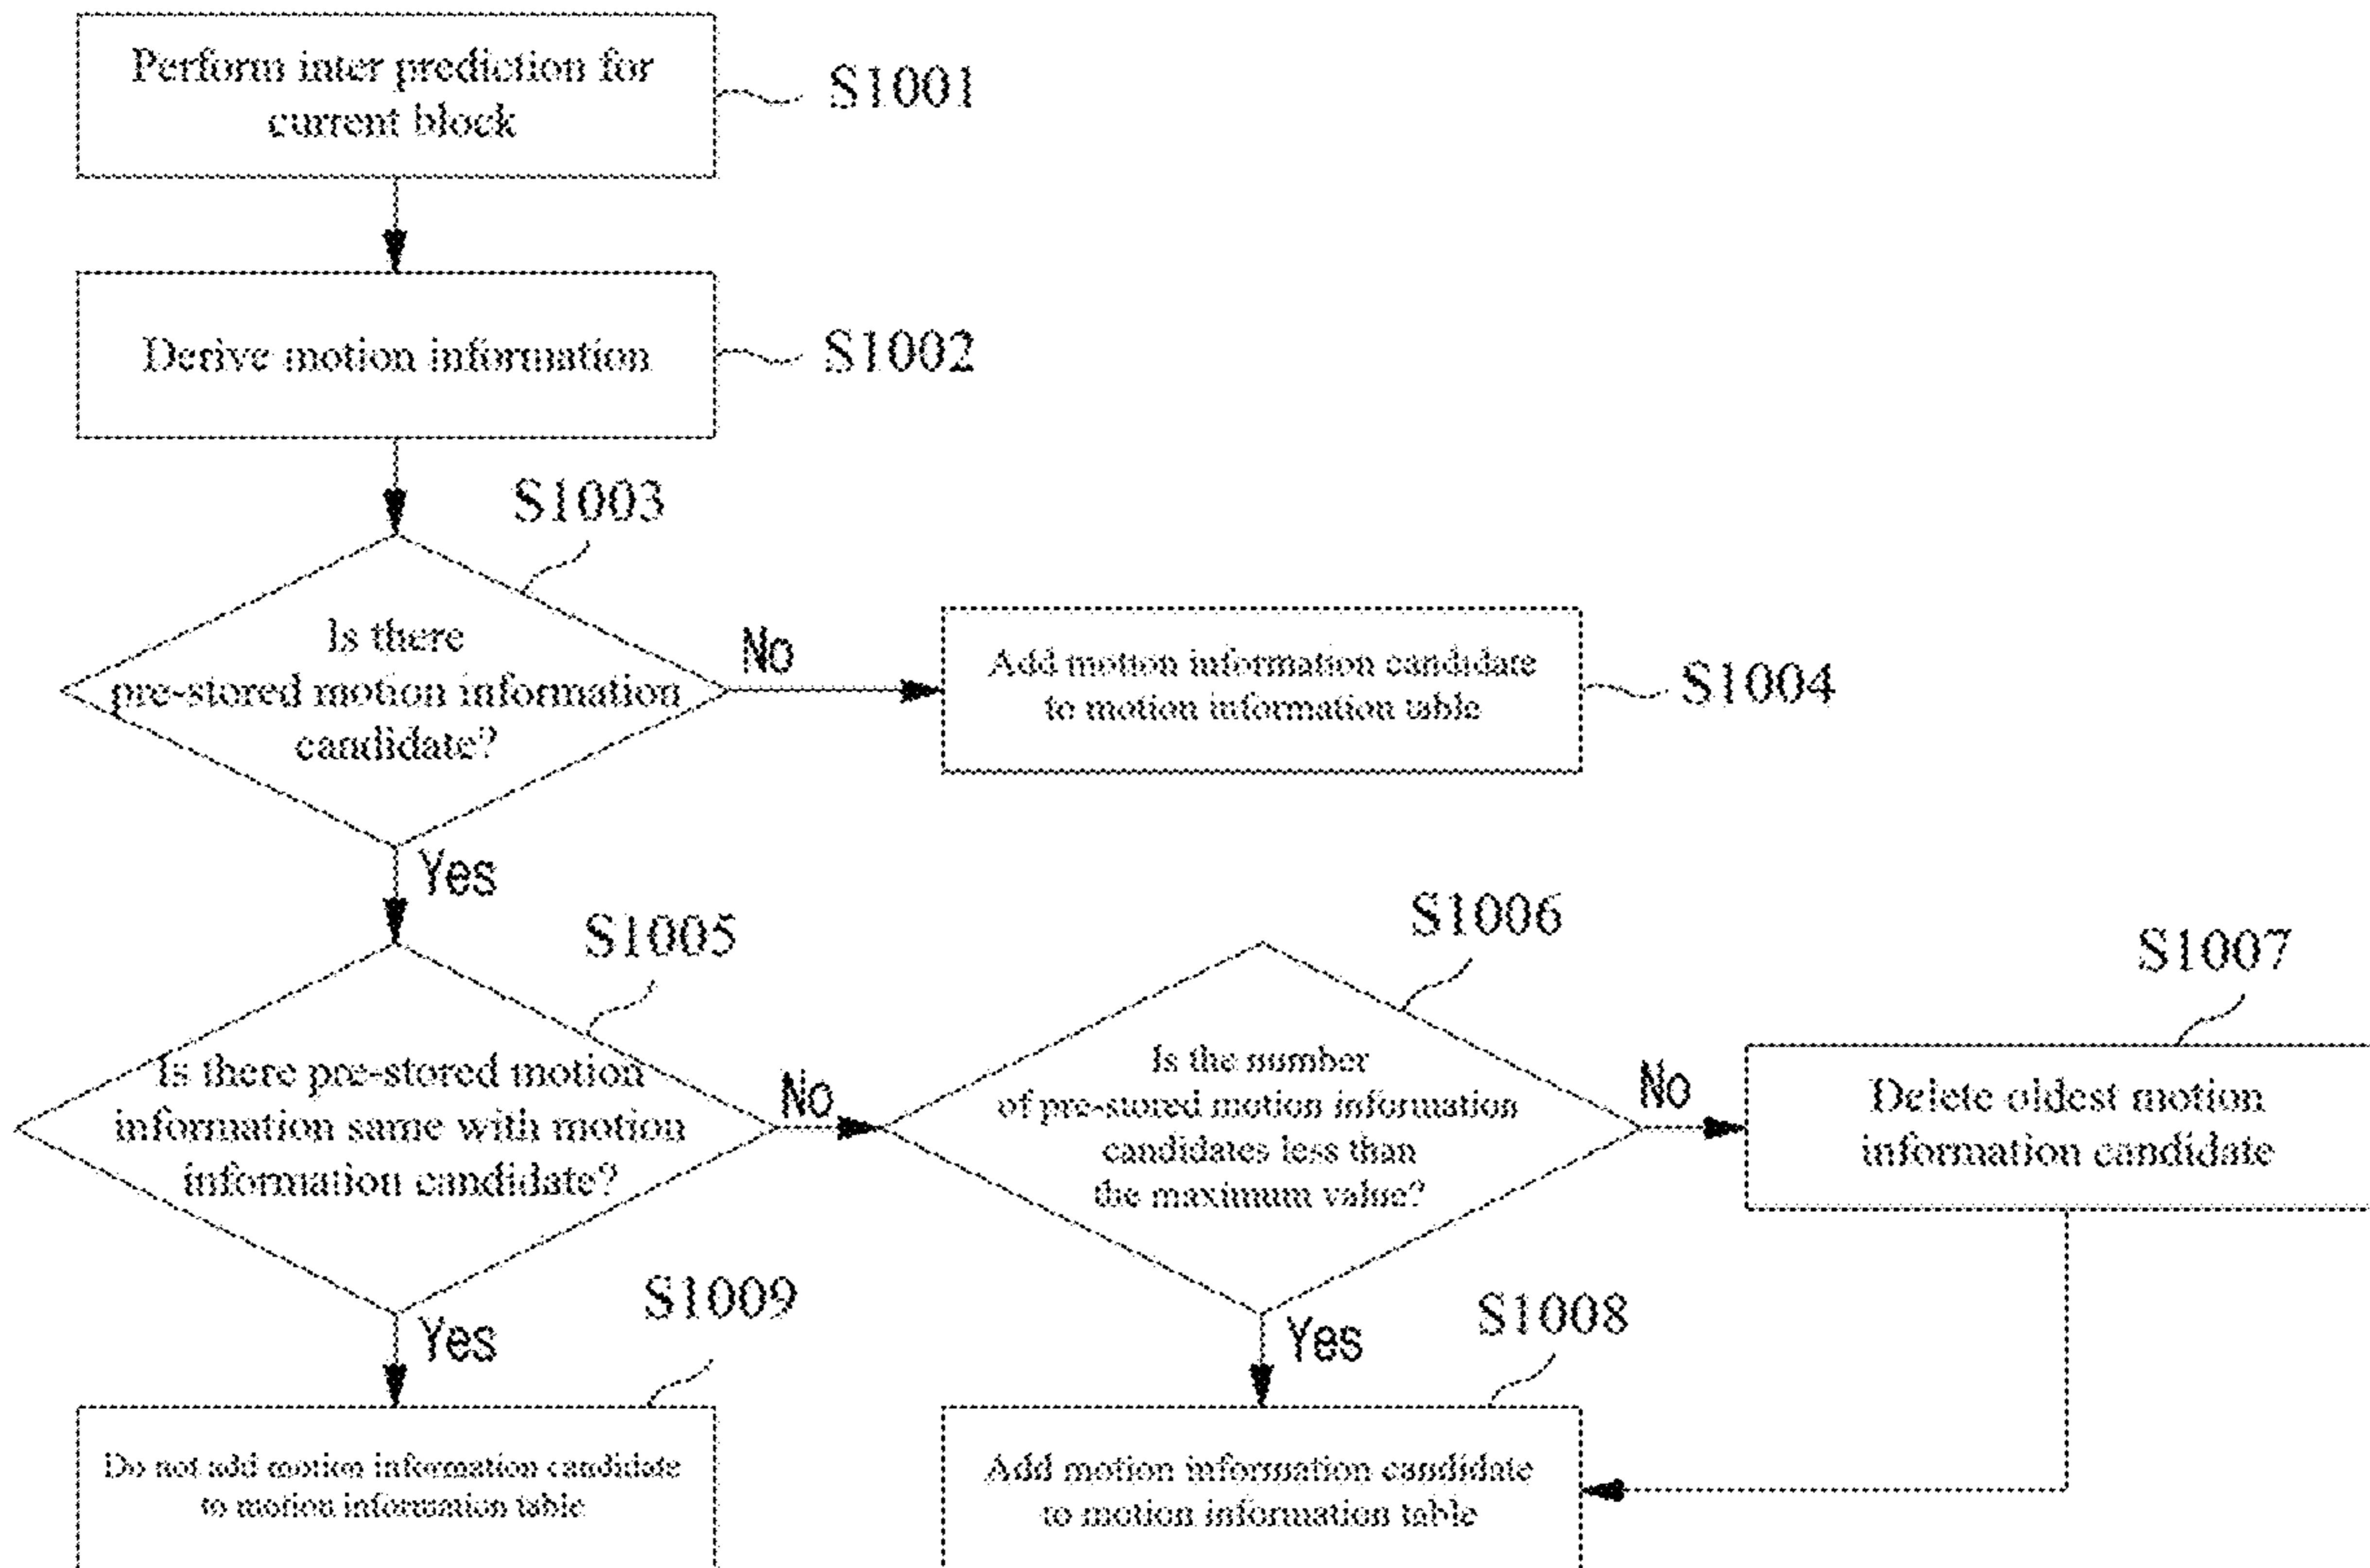 Perform inter prediction for
current block
S1001
Derive motion information
S1002
S1003
Is there
pre-stored motion information
candidate?
No
Add motion information candidate
to motion information table
S1004
Yes
S1005
Is there pre-stored motion
information same with motion
information candidate?
No
S1006
Is the number
of pre-stored motion information
candidates less than
the maximum value?
No
S1007
Delete oldest motion
information candidate
Yes
S1009
Do not add motion information candidate
to motion information table
Yes
S1008
Add motion information candidate
to motion information table